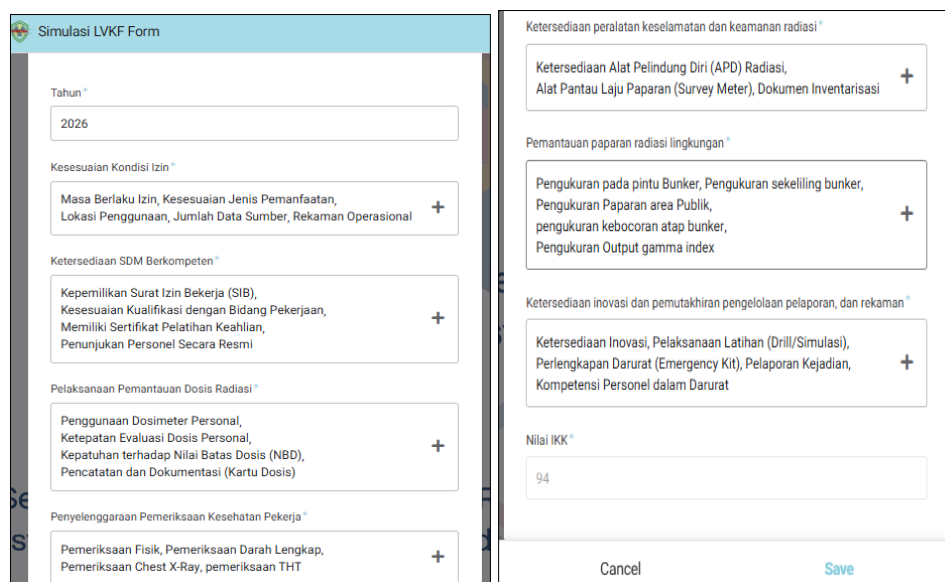 Simulasi LVKF Form
Tahun*
2026
Kesesuaian Kondisi Izin*
Masa Berlaku Izin, Kesesuaian Jenis Pemanfaatan,
Lokasi Penggunaan, Jumlah Data Sumber, Rekaman Operasional
+
Ketersediaan SDM Berkompeten*
Kepemilikan Surat Izin Bekerja (SIB),
Kesesuaian Kualifikasi dengan Bidang Pekerjaan,
Memiliki Sertifikat Pelatihan Keahlian,
Penunjukan Personel Secara Resmi
+
Pelaksanaan Pemantauan Dosis Radiasi*
Penggunaan Dosimeter Personal,
Ketepatan Evaluasi Dosis Personal,
Kepatuhan terhadap Nilai Batas Dosis (NBD),
Pencatatan dan Dokumentasi (Kartu Dosis)
+
Penyelenggaraan Pemeriksaan Kesehatan Pekerja*
Pemeriksaan Fisik, Pemeriksaan Darah Lengkap,
Pemeriksaan Chest X-Ray, pemeriksaan THT
+
Ketersediaan peralatan keselamatan dan keamanan radiasi*
Ketersediaan Alat Pelindung Diri (APD) Radiasi,
Alat Pantau Laju Paparan (Survey Meter), Dokumen Inventarisasi
+
Pemantauan paparan radiasi lingkungan*
Pengukuran pada pintu Bunker, Pengukuran sekeliling bunker,
Pengukuran Paparan area Publik,
pengukuran kebocoran atap bunker,
Pengukuran Output gamma index
+
Ketersediaan inovasi dan pemutakhiran pengelolaan pelaporan, dan rekaman*
Ketersediaan Inovasi, Pelaksanaan Latihan (Drill/Simulasi),
Perlengkapan Darurat (Emergency Kit), Pelaporan Kejadian,
Kompetensi Personel dalam Darurat
+
Nilai IKK*
94
Cancel
Save